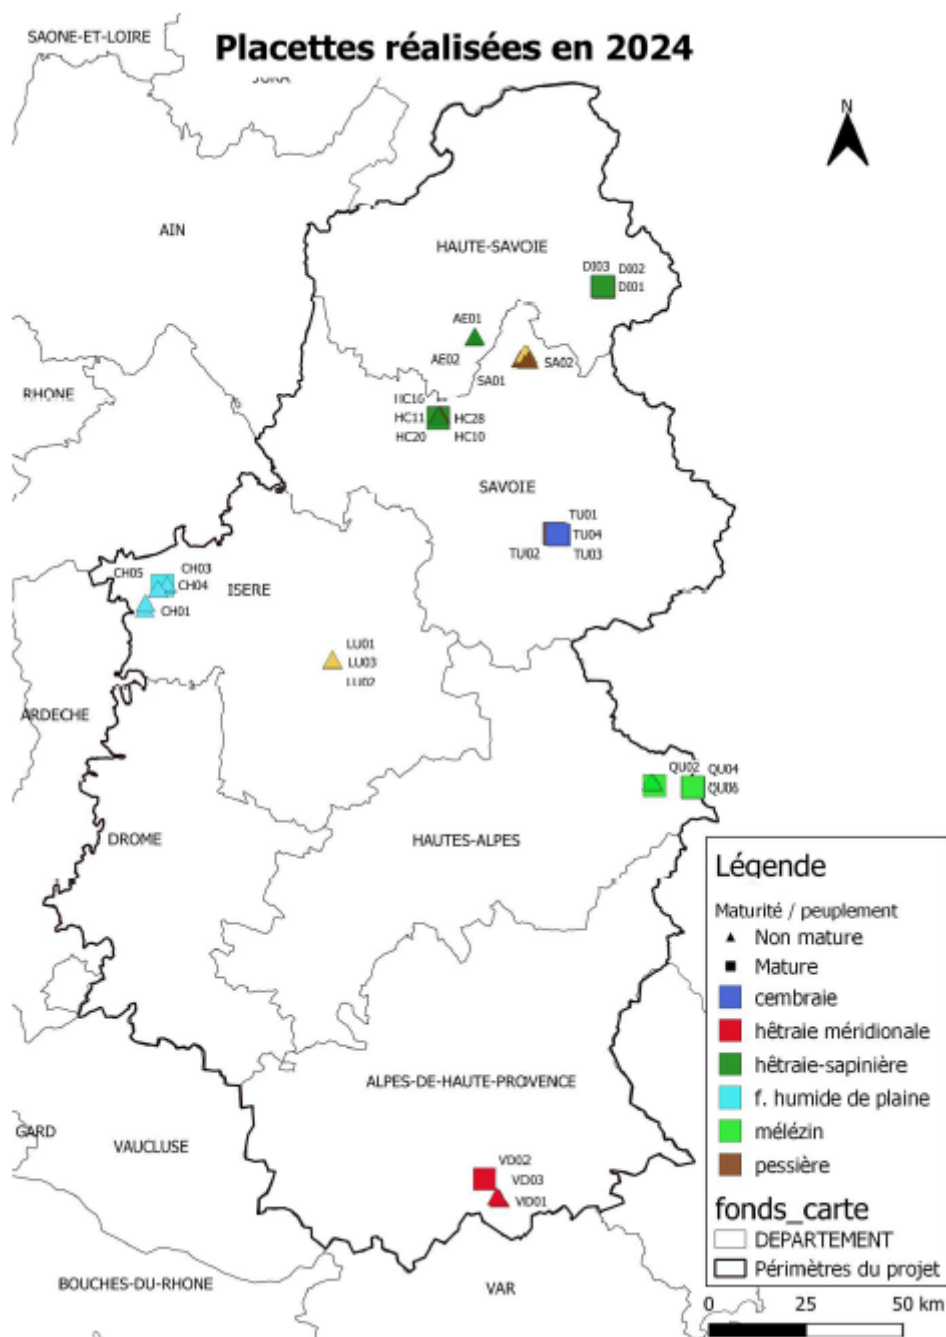 Placettes réalisées en 2024
SAONE-ET-LOIRE
JURA
N
AIN
HAUTE-SAVOIE
DI03 DI02
DI01
AE01
AE02
SA01
SA02
RHONE
HC16
HC11 HC28
HC20 HC10
SAVOIE
TU01
TU04
TU02 TU03
CH05 CH03
CH04
CH01
ISERE
LU01
LU03
LU02
ARDECHE
QU02 QU04
QU06
DROME
HAUTES-ALPES
Légende
Maturité / peuplement
Non mature
Mature
cembraie
hêtraie méridionale
hêtraie-sapinière
f. humide de plaine
mélézin
pessière
fonds_carte
DEPARTEMENT
Périmètres du projet
ALPES-DE-HAUTE-PROVENCE
GARD
VAUCLUSE
VD02
VD03
VD01
BOUCHES-DU-RHONE
VAR
0 25 50 km